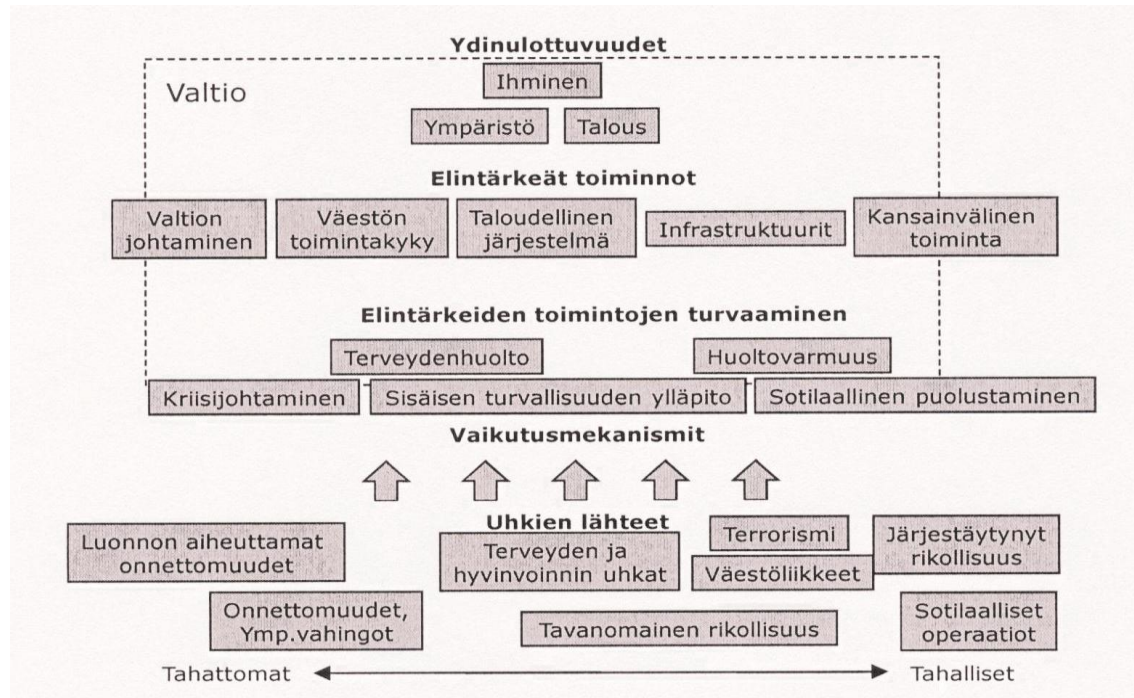 Ydinulottuvuudet
Valtio
Ihminen
Ympäristö
Talous
Elintärkeät toiminnot
Valtion
johtaminen
Väestön
toimintakyky
Taloudellinen
järjestelmä
Infrastruktuurit
Kansainvälinen
toiminta
Elintärkeiden toimintojen turvaaminen
Terveydenhuolto
Huoltovarmuus
Kriisijohtaminen
Sisäisen turvallisuuden ylläpito
Sotilaallinen puolustaminen
Vaikutusmekanismit
Uhkien lähteet
Luonnon aiheuttamat
onnettomuudet
Terveyden ja
hyvinvoinnin uhkat
Terrorismi
Väestöliikkeet
Järjestäytynyt
rikollisuus
Onnettomuudet,
Ymp.vahingot
Tavanomainen rikollisuus
Sotilaalliset
operaatiot
Tahattomat
Tahalliset